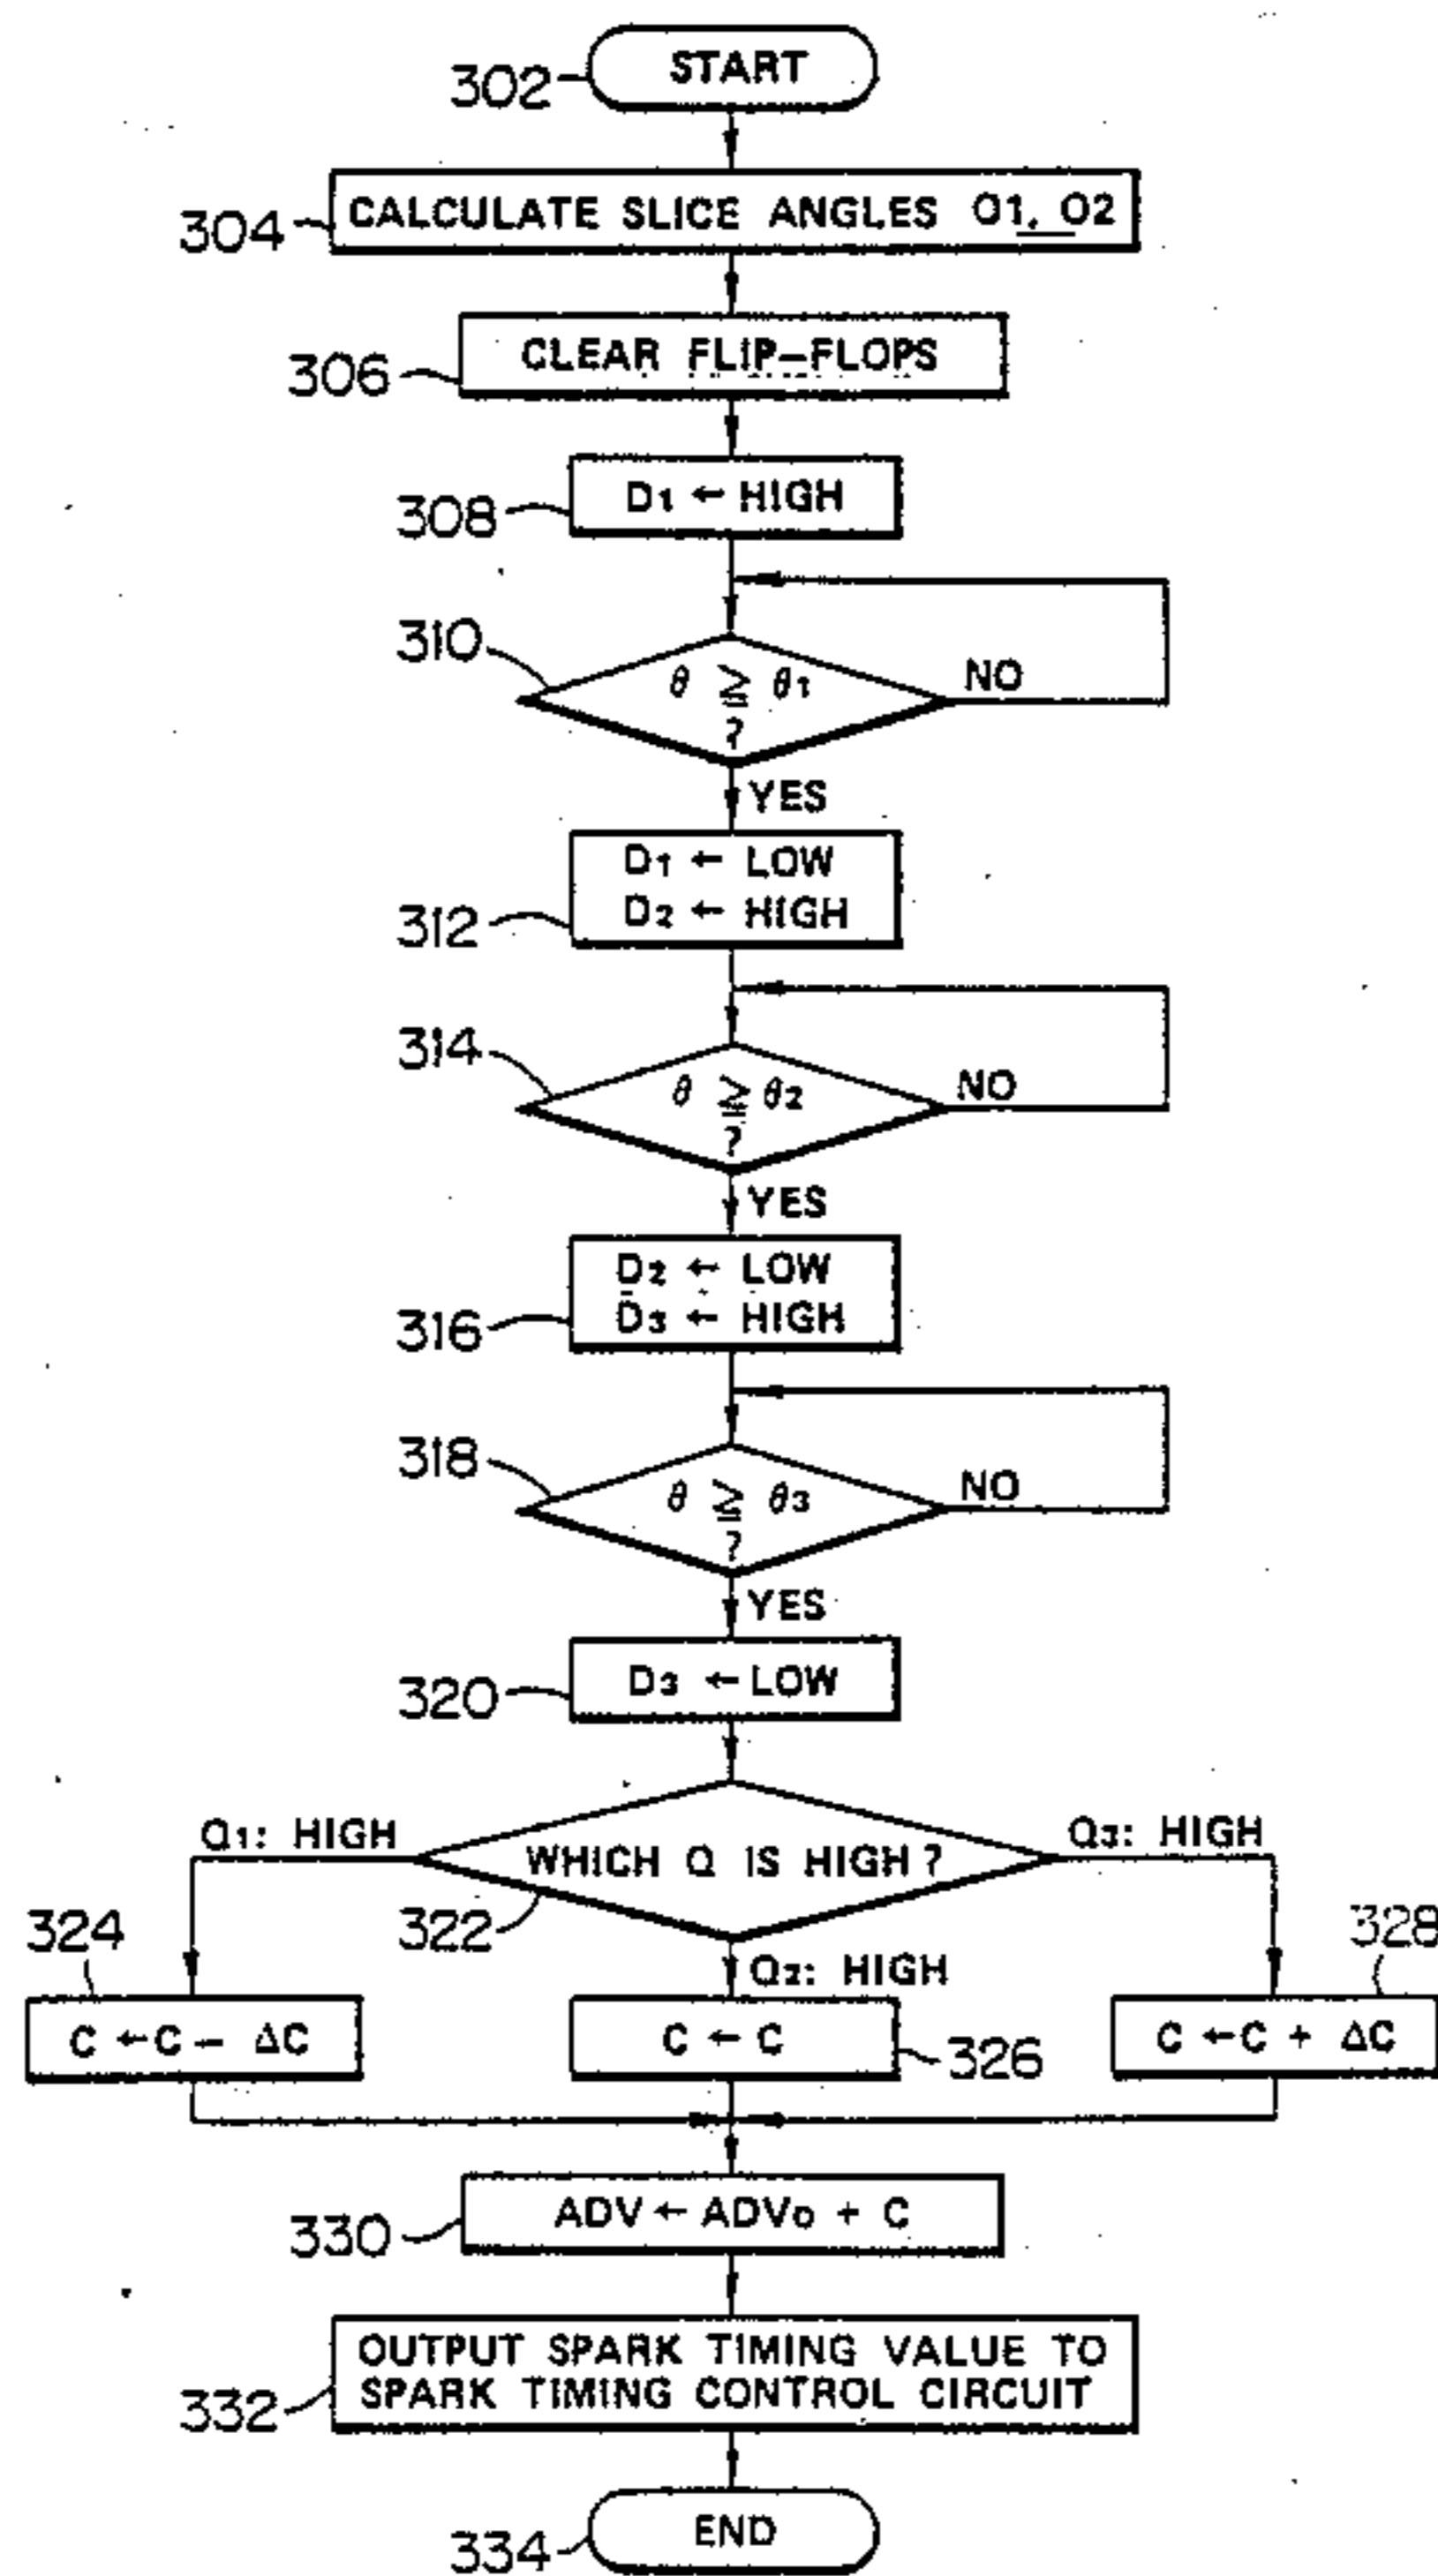 START
302
CALCULATE SLICE ANGLES O1, O2
304
CLEAR FLIP-FLOPS
306
D1 ← HIGH
308
310
θ ≧ θ1
?
NO
YES
D1 ← LOW
D2 ← HIGH
312
314
θ ≧ θ2
?
NO
YES
D2 ← LOW
D3 ← HIGH
316
318
θ ≧ θ3
?
NO
YES
D3 ← LOW
320
Q1: HIGH
WHICH Q IS HIGH?
Q3: HIGH
322
324
Q2: HIGH
328
C ← C - ΔC
C ← C
326
C ← C + ΔC
ADV ← ADV0 + C
330
OUTPUT SPARK TIMING VALUE TO
SPARK TIMING CONTROL CIRCUIT
332
END
334